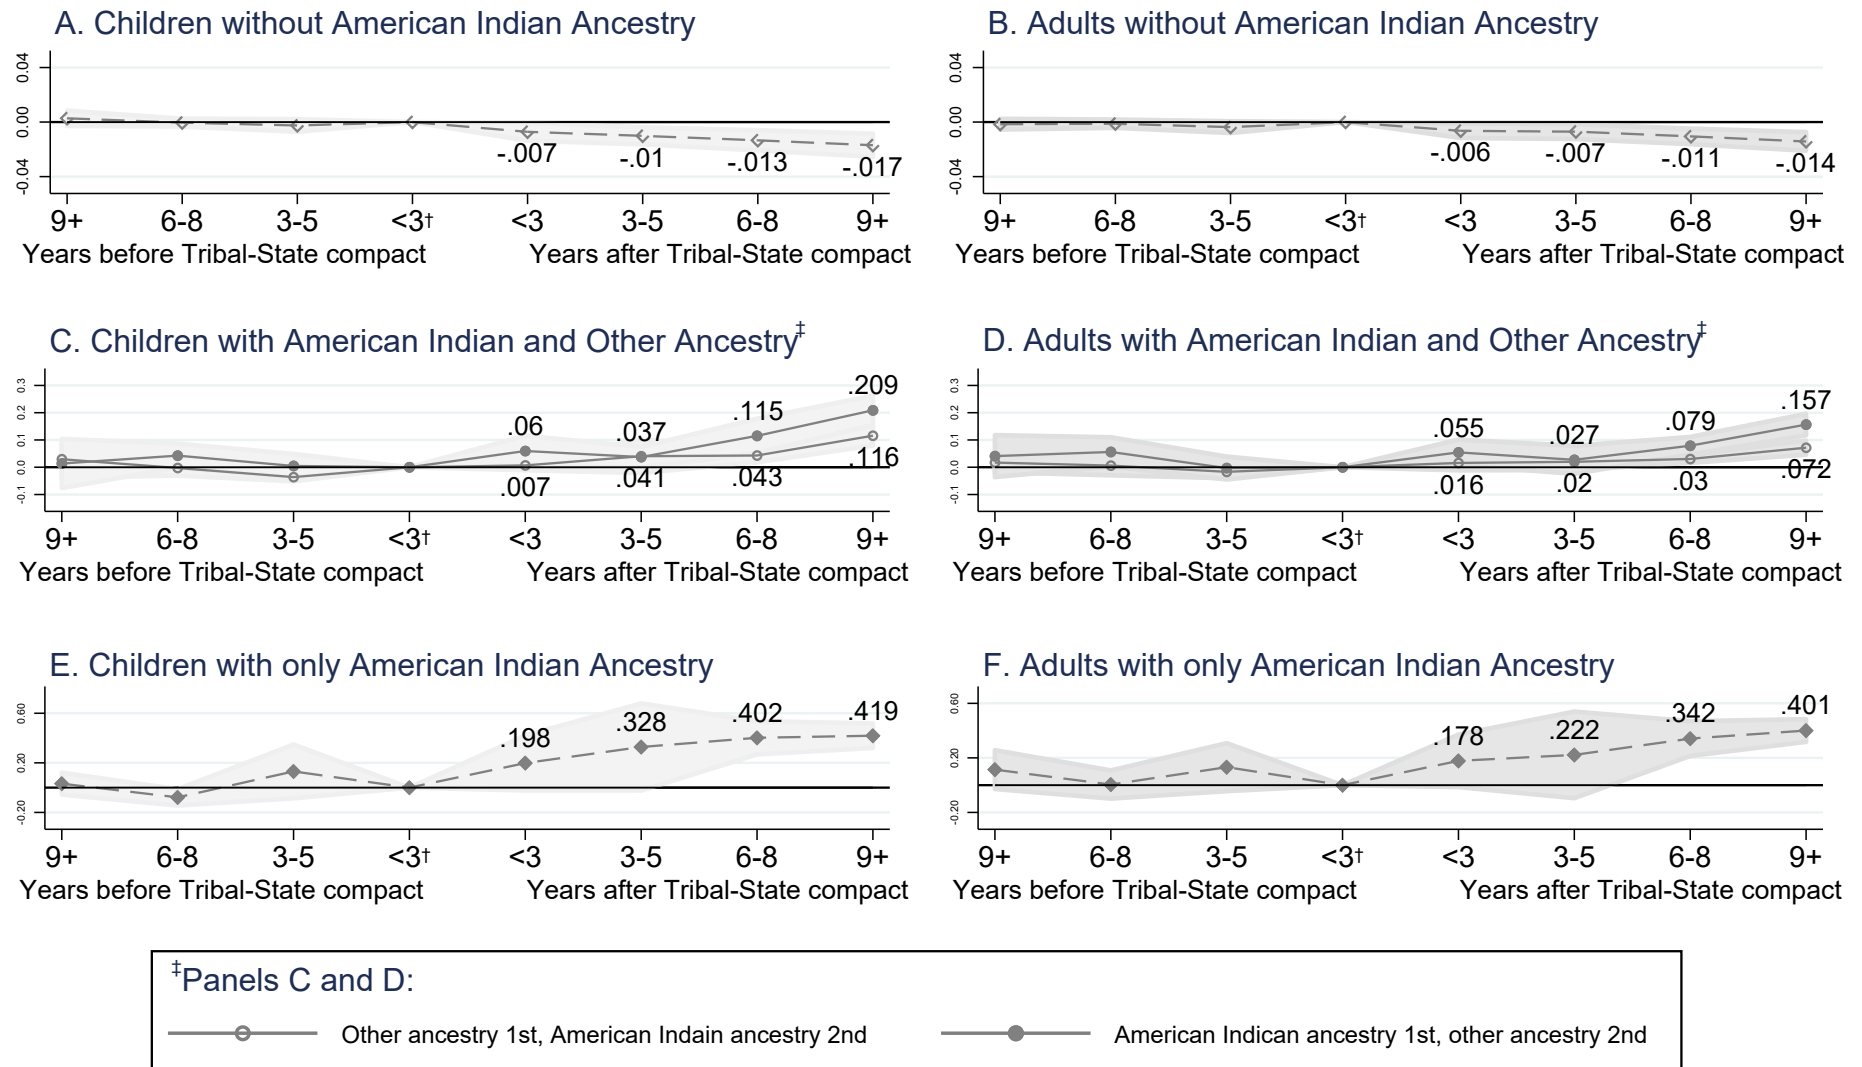 A. Children without American Indian Ancestry
0.04
0.00
-0.04
-.007
-.01
-.013
-.017
9+ 6-8 3-5 <3† <3 3-5 6-8 9+
Years before Tribal-State compact Years after Tribal-State compact
B. Adults without American Indian Ancestry
0.04
0.00
-0.04
-.006
-.007
-.011
-.014
9+ 6-8 3-5 <3† <3 3-5 6-8 9+
Years before Tribal-State compact Years after Tribal-State compact
C. Children with American Indian and Other Ancestry‡
0.3
0.2
0.1
0.0
-0.1
.06
.037
.115
.209
.007
.041
.043
.116
9+ 6-8 3-5 <3† <3 3-5 6-8 9+
Years before Tribal-State compact Years after Tribal-State compact
D. Adults with American Indian and Other Ancestry‡
0.3
0.2
0.1
0.0
-0.1
.055
.027
.079
.157
.016
.02
.03
.072
9+ 6-8 3-5 <3† <3 3-5 6-8 9+
Years before Tribal-State compact Years after Tribal-State compact
E. Children with only American Indian Ancestry
0.60
0.20
-0.20
.198
.328
.402
.419
9+ 6-8 3-5 <3† <3 3-5 6-8 9+
Years before Tribal-State compact Years after Tribal-State compact
F. Adults with only American Indian Ancestry
0.60
0.20
-0.20
.178
.222
.342
.401
9+ 6-8 3-5 <3† <3 3-5 6-8 9+
Years before Tribal-State compact Years after Tribal-State compact
‡Panels C and D:
Other ancestry 1st, American Indain ancestry 2nd
American Indican ancestry 1st, other ancestry 2nd